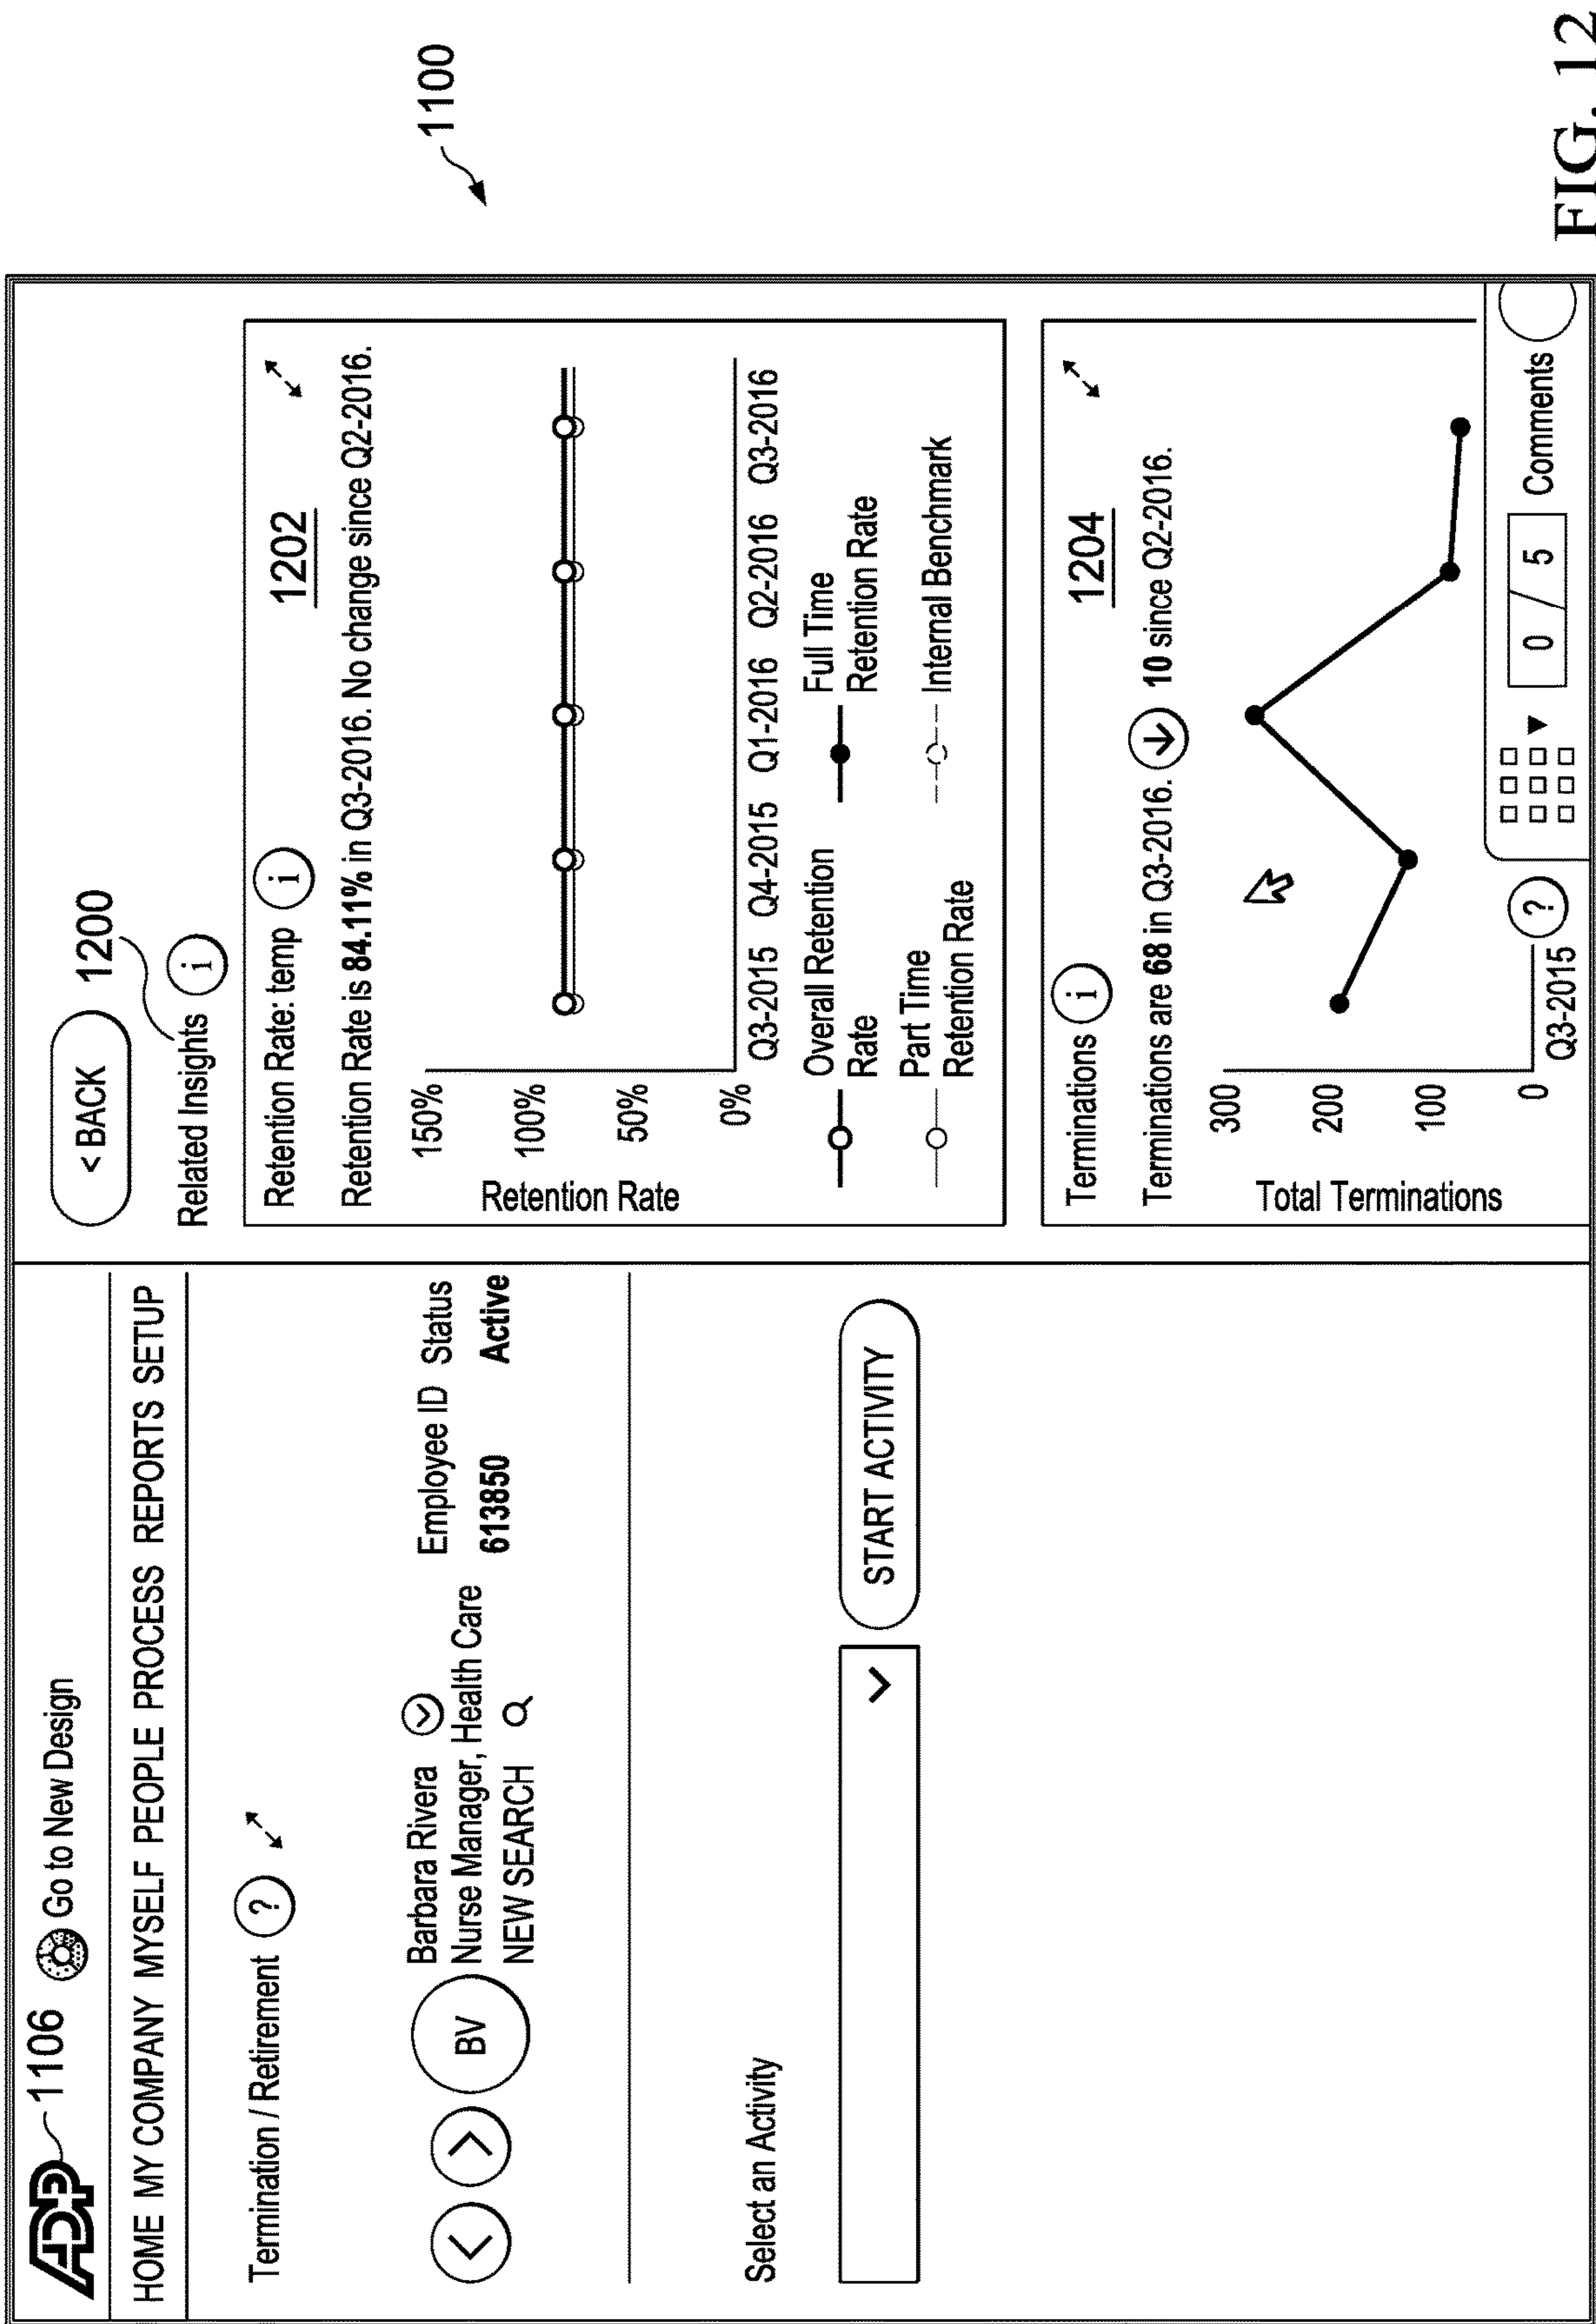 ADP
1106
Go to New Design
HOME MY COMPANY MYSELF PEOPLE PROCESS REPORTS SETUP
Termination / Retirement ?
BV
Barbara Rivera
Nurse Manager, Health Care
NEW SEARCH
Employee ID Status
613850 Active
Select an Activity
START ACTIVITY
< BACK
1200
Related Insights i
Retention Rate: temp i
1202
Retention Rate is 84.11% in Q3-2016. No change since Q2-2016.
Retention Rate
150%
100%
50%
0%
Q3-2015 Q4-2015 Q1-2016 Q2-2016 Q3-2016
Overall Retention
Rate
Full Time
Retention Rate
Part Time
Retention Rate
Internal Benchmark
Terminations i
1204
Terminations are 68 in Q3-2016. 10 since Q2-2016.
Total Terminations
300
200
100
0
Q3-2015
?
0 / 5 Comments
1100
FIG. 12